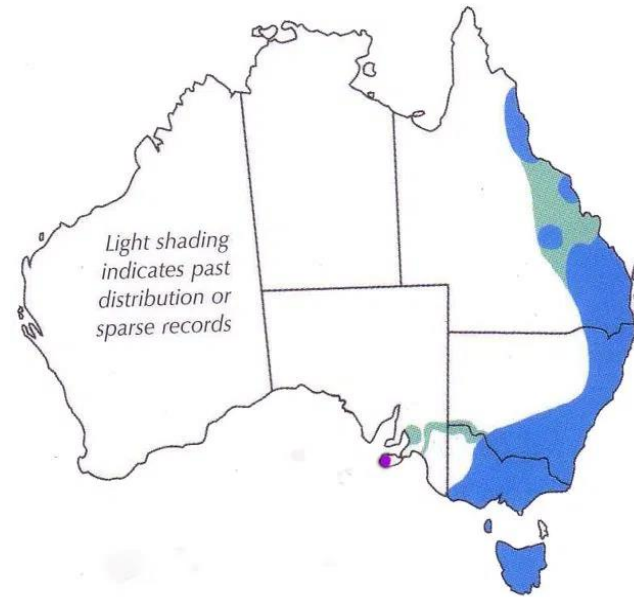 Light shading
indicates past
distribution or
sparse records